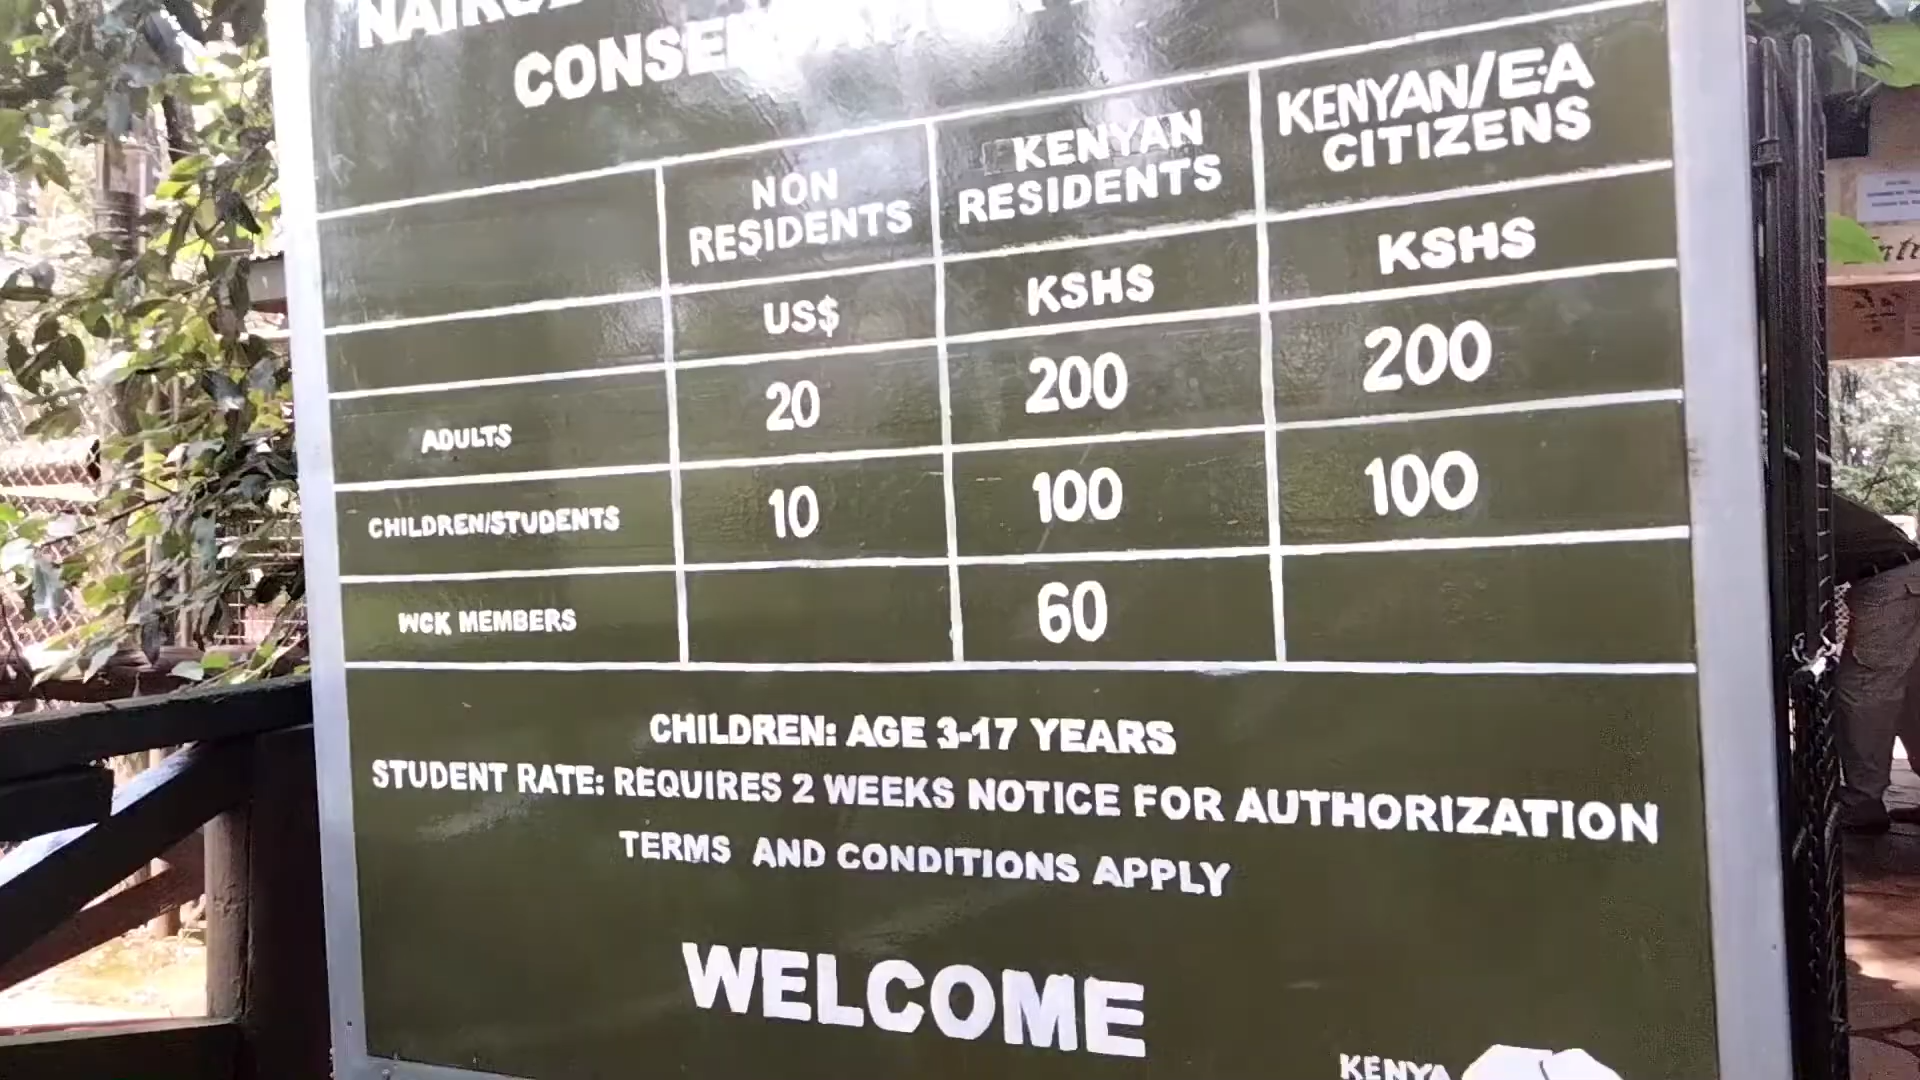 CONSERVATION
NON RESIDENTS
KENYAN RESIDENTS
KENYAN/E.A CITIZENS
US$ KSHS KSHS
ADULTS 20 200 200
CHILDREN/STUDENTS 10 100 100
WCK MEMBERS 60
CHILDREN: AGE 3-17 YEARS
STUDENT RATE: REQUIRES 2 WEEKS NOTICE FOR AUTHORIZATION
TERMS AND CONDITIONS APPLY
WELCOME
KENYA